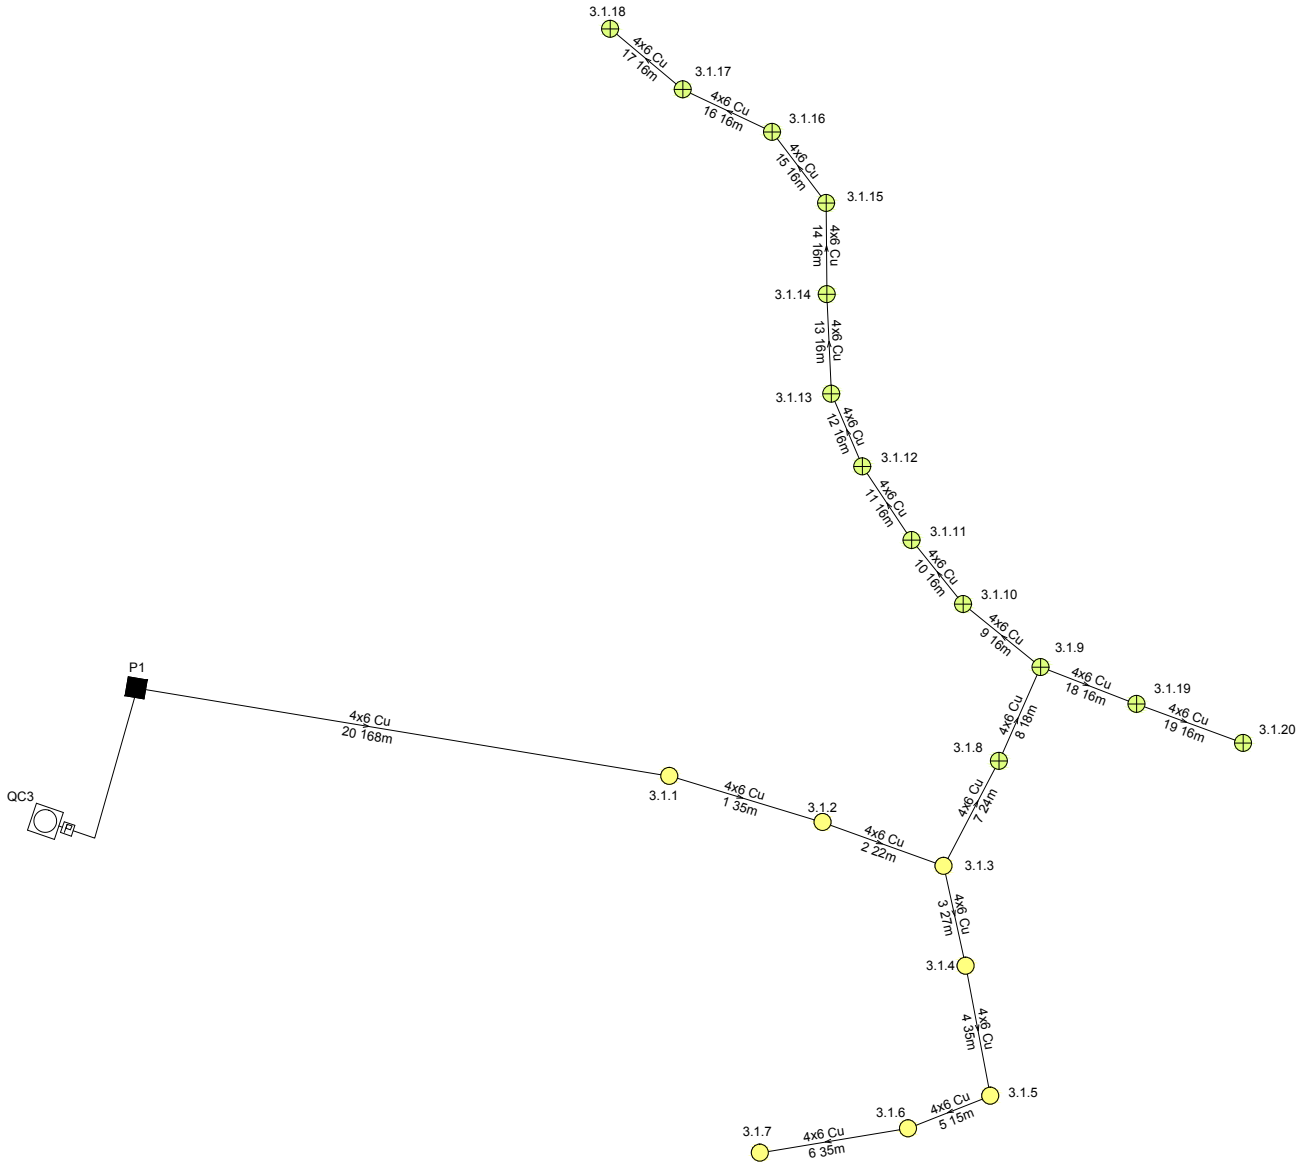 3.1.18
4x6 Cu
17 16m
3.1.17
4x6 Cu
16 16m
3.1.16
4x6 Cu
15 16m
3.1.15
4x6 Cu
14 16m
3.1.14
4x6 Cu
13 16m
3.1.13
4x6 Cu
12 16m
3.1.12
4x6 Cu
11 16m
3.1.11
4x6 Cu
10 16m
3.1.10
4x6 Cu
9 16m
3.1.9
4x6 Cu
18 16m
3.1.19
4x6 Cu
19 16m
3.1.20
4x6 Cu
8 18m
3.1.8
4x6 Cu
7 24m
P1
4x6 Cu
20 168m
QC3
P
3.1.1
4x6 Cu
1 35m
3.1.2
4x6 Cu
2 22m
3.1.3
4x6 Cu
3 27m
3.1.4
4x6 Cu
4 35m
3.1.5
4x6 Cu
5 15m
3.1.6
4x6 Cu
6 35m
3.1.7